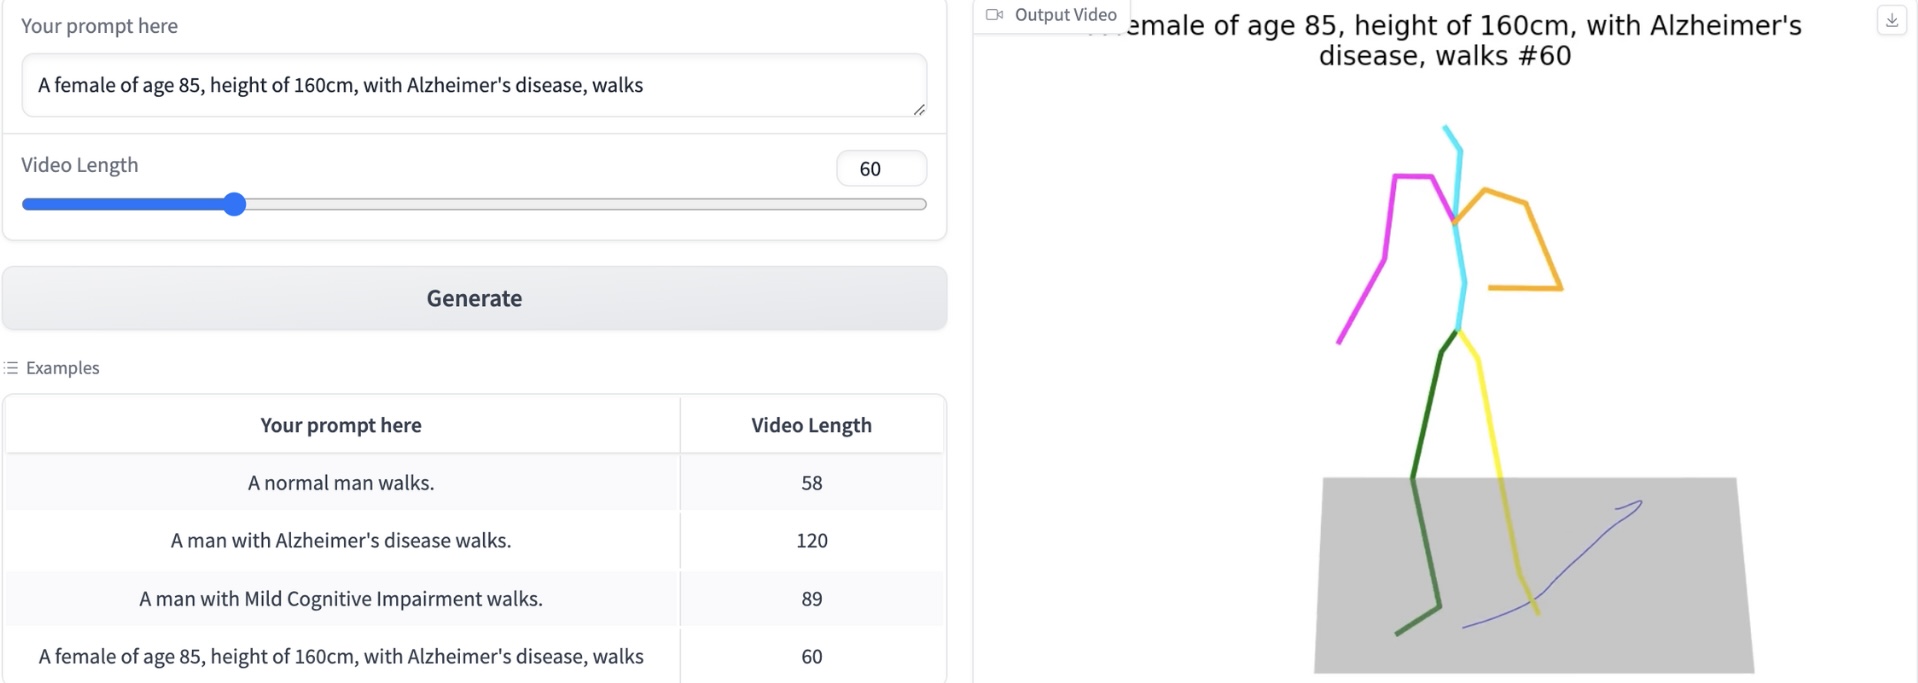 Your prompt here
A female of age 85, height of 160cm, with Alzheimer's disease, walks
Video Length
60
Generate
Examples
Your prompt here Video Length
A normal man walks. 58
A man with Alzheimer's disease walks. 120
A man with Mild Cognitive Impairment walks. 89
A female of age 85, height of 160cm, with Alzheimer's disease, walks 60
Output Video
emale of age 85, height of 160cm, with Alzheimer's
disease, walks #60